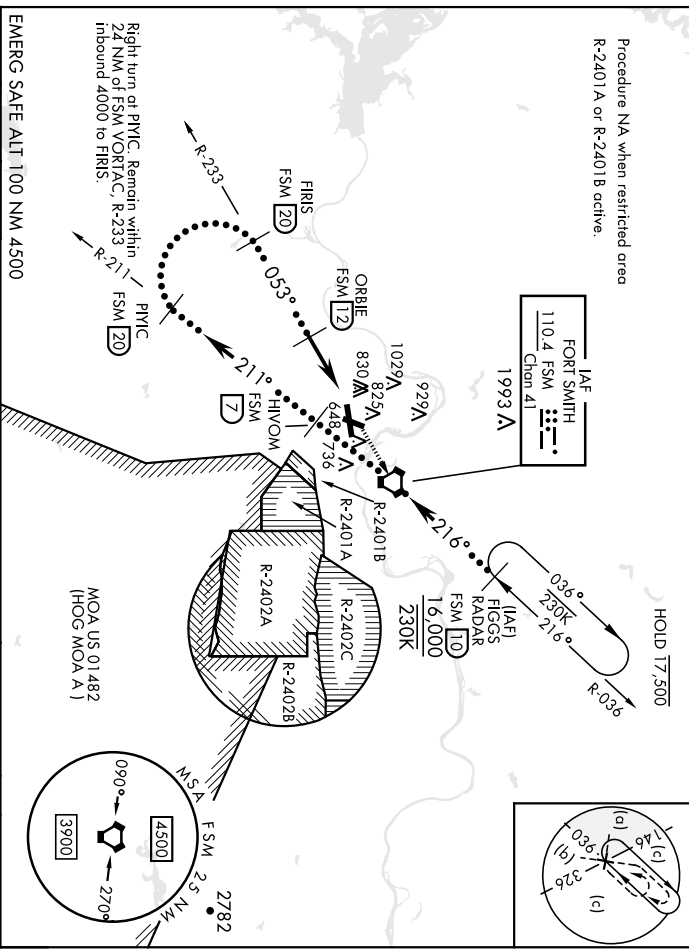 Procedure NA when restricted area
R-2401A or R-2401B active.
IAF
FORT SMITH
110.4 FSM
Chan 41
1993
HOLD 17,500
036°
230K
216°
R-036
(IAF)
FIGGS
RADAR
FSM 10
16,000
230K
216°
1029
929
830
825
648
736
ORBIE
FSM 12
FIRIS
FSM 20
053°
R-233
Right turn at PIYIC. Remain within
24 NM of FSM VORTAC, R-233
inbound 4000 to FIRIS.
R-211
PIYIC
FSM 20
211°
HIVOM
FSM
7
R-2401B
R-2401A
R-2402A
R-2402C
R-2402B
MOA US 01482
(HOG MOA A )
EMERG SAFE ALT 100 NM 4500
MSA FSM 25 NM
090°
4500
3900
270°
2782
(a)
036
(b)
326
146
(c)
(c)